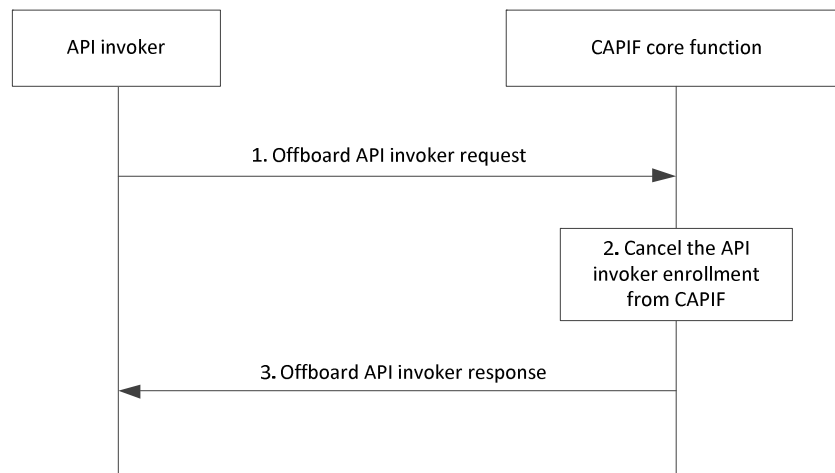 API invoker
CAPIF core function
1. Offboard API invoker request
2. Cancel the API
invoker enrollment
from CAPIF
3. Offboard API invoker response